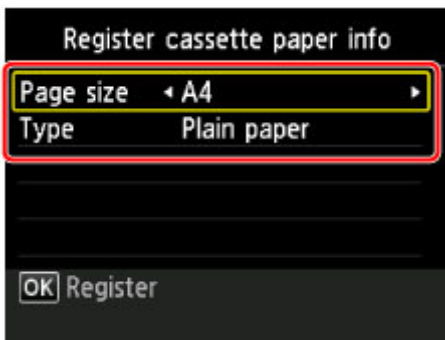 Register cassette paper info
Page size A4
Type Plain paper
OK Register